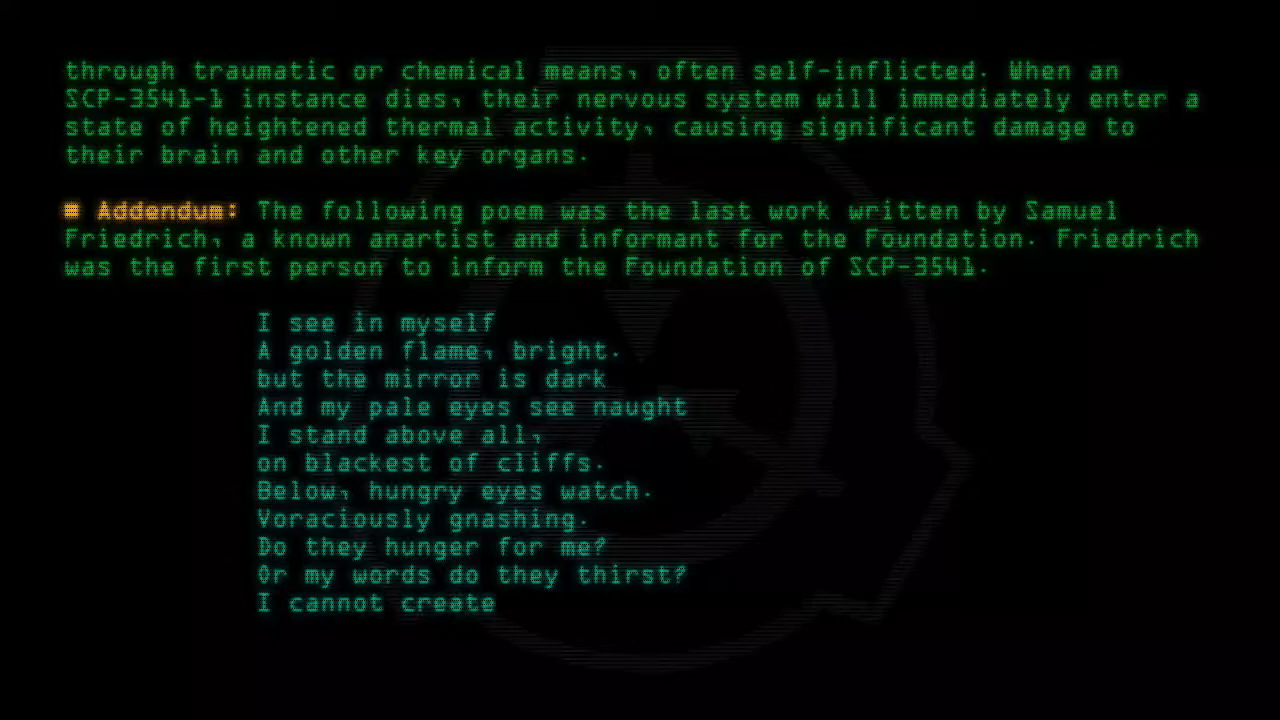 through traumatic or chemical means, often self-inflicted. When an
SCP-3541-1 instance dies, their nervous system will immediately enter a
state of heightened thermal activity, causing significant damage to
their brain and other key organs.
# Addendum: The following poem was the last work written by Samuel
Friedrich, a known anartist and informant for the Foundation. Friedrich
was the first person to inform the Foundation of SCP-3541.
I see in myself
A golden flame, bright.
but the mirror is dark
And my pale eyes see naught
I stand above all,
on blackest of cliffs.
Below, hungry eyes watch.
Voraciously gnashing.
Do they hunger for me?
Or my words do they thirst?
I cannot create